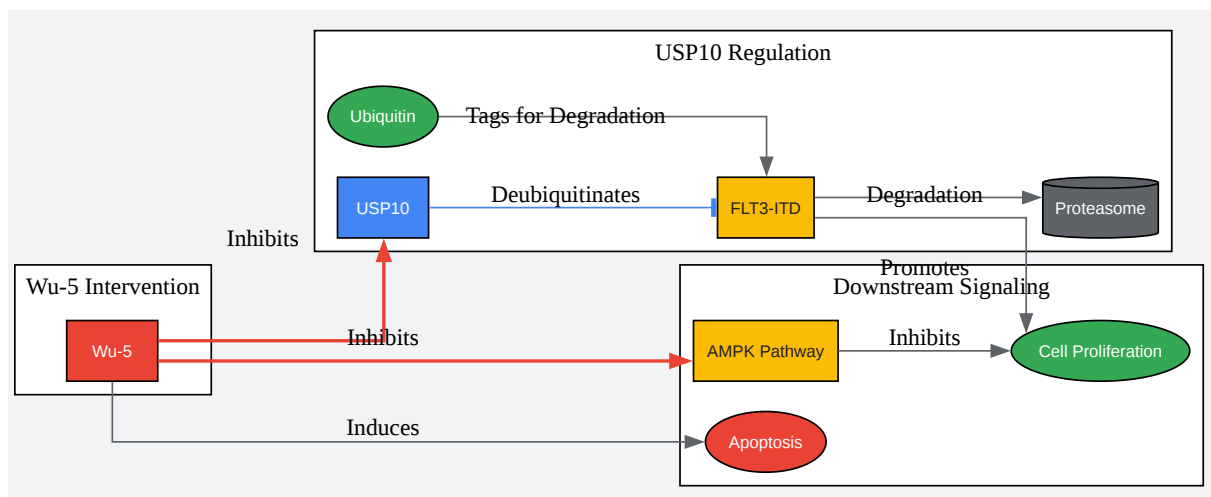 USP10 Regulation
Ubiquitin
Tags for Degradation
USP10
Deubiquitinates
FLT3-ITD
Degradation
Proteasome
Inhibits
Promotes
Wu-5 Intervention
Downstream Signaling
Wu-5
Inhibits
AMPK Pathway
Inhibits
Cell Proliferation
Induces
Apoptosis